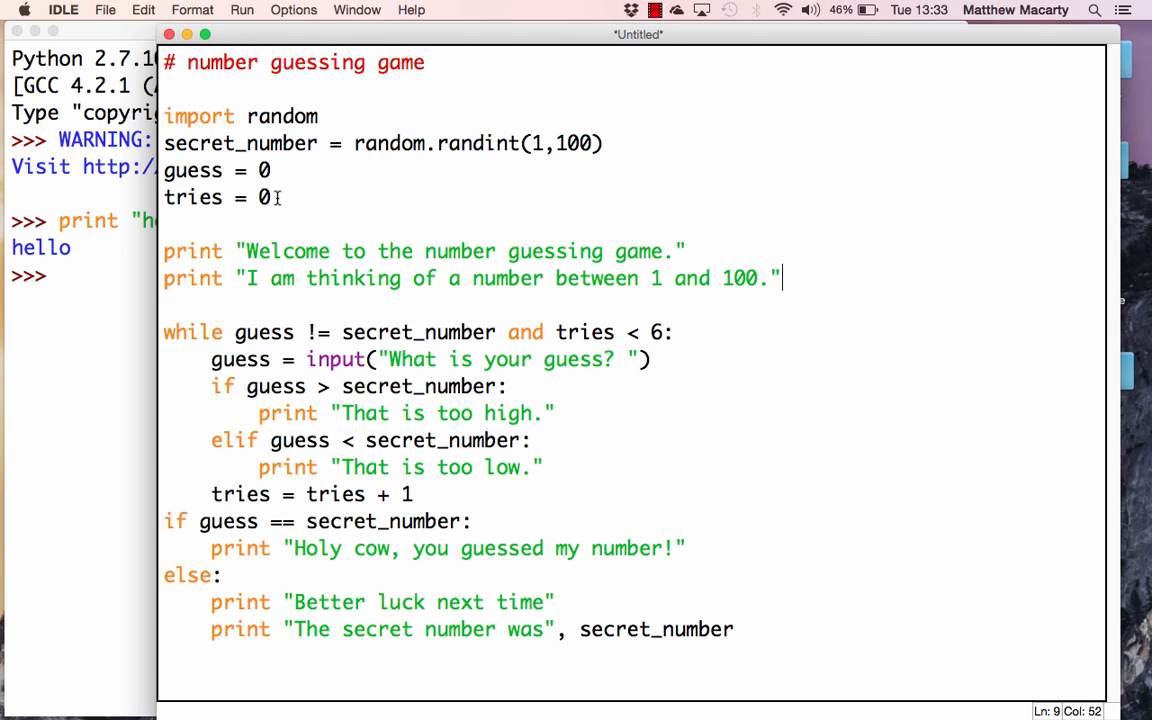 IDLE File Edit Format Run Options Window Help 46% Tue 13:33 Matthew Macarty
*Untitled*
Python 2.7.10
[GCC 4.2.1 (
Type "copyri
>>> WARNING:
Visit http:/
>>> print "he
hello
>>>
# number guessing game
import random
secret_number = random.randint(1,100)
guess = 0
tries = 0
print "Welcome to the number guessing game."
print "I am thinking of a number between 1 and 100."
while guess != secret_number and tries < 6:
    guess = input("What is your guess? ")
    if guess > secret_number:
        print "That is too high."
    elif guess < secret_number:
        print "That is too low."
    tries = tries + 1
if guess == secret_number:
    print "Holy cow, you guessed my number!"
else:
    print "Better luck next time"
    print "The secret number was", secret_number
Ln: 9 Col: 52